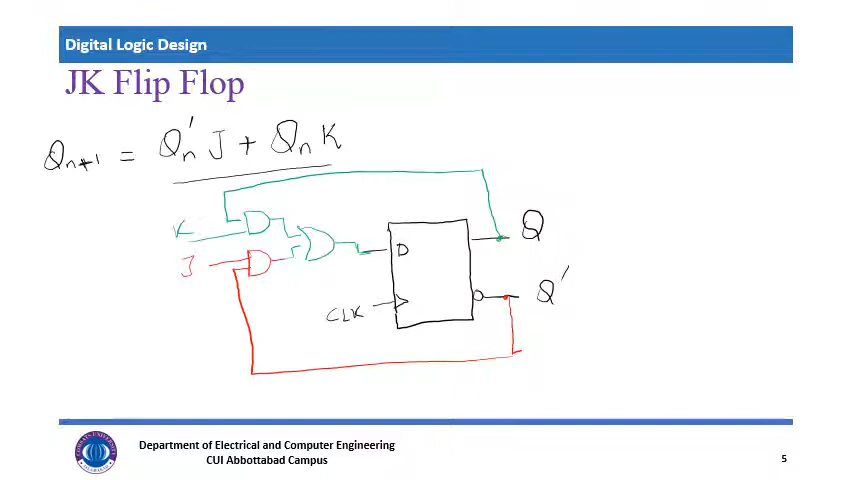 Digital Logic Design
JK Flip Flop
Qn+1 = Qn' J + Qn K
K
J
D
CLK
Q
Q'
Department of Electrical and Computer Engineering
CUI Abbottabad Campus
5